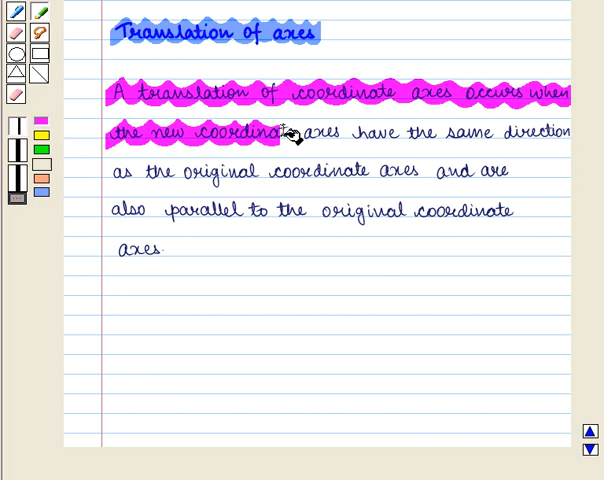 Translation of axes
A translation of coordinate axes occurs when
the new coordinate axes have the same direction
as the original coordinate axes and are
also parallel to the original coordinate
axes.